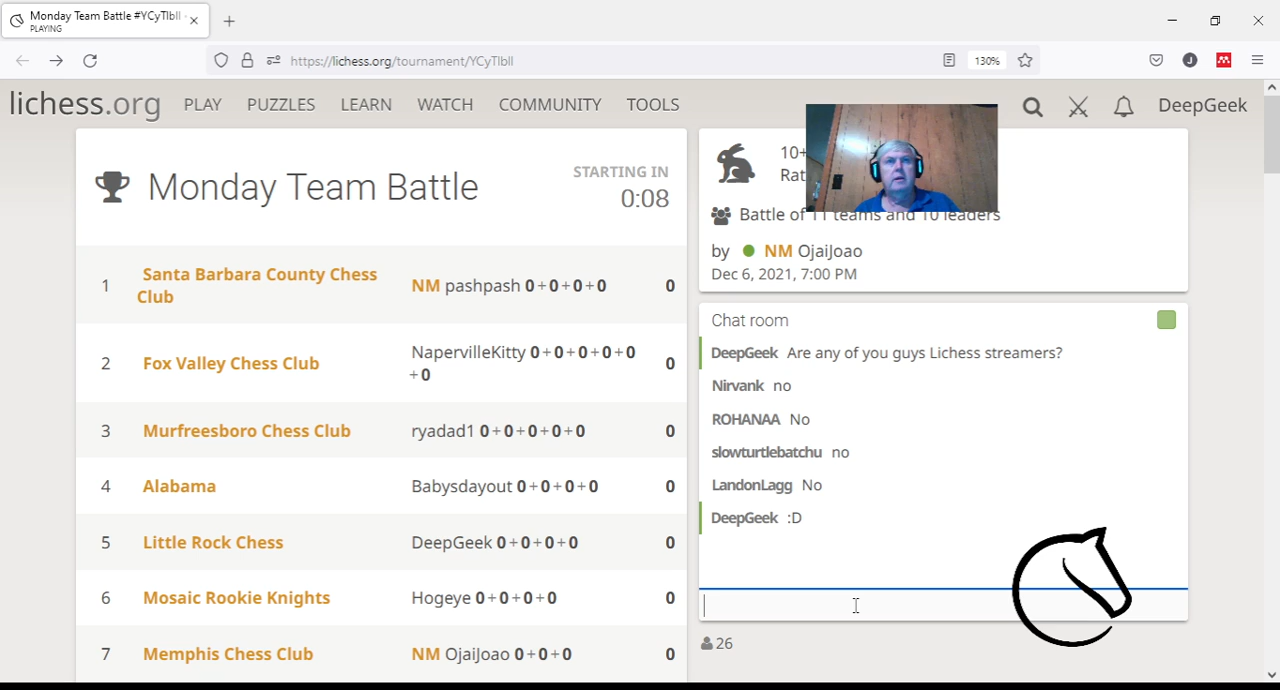 Monday Team Battle #YCyTlbll
PLAYING
https://lichess.org/tournament/YCyTlbll
130%
J
lichess.org PLAY PUZZLES LEARN WATCH COMMUNITY TOOLS DeepGeek
Monday Team Battle
STARTING IN
0:08
1 Santa Barbara County Chess Club NM pashpash 0+0+0+0 0
2 Fox Valley Chess Club NapervilleKitty 0+0+0+0+0+0 0
3 Murfreesboro Chess Club ryadad1 0+0+0+0+0 0
4 Alabama Babysdayout 0+0+0+0 0
5 Little Rock Chess DeepGeek 0+0+0+0 0
6 Mosaic Rookie Knights Hogeye 0+0+0+0 0
7 Memphis Chess Club NM OjaiJoao 0+0+0 0
10+
Rat
Battle of 11 teams and 10 leaders
by NM OjaiJoao
Dec 6, 2021, 7:00 PM
Chat room
DeepGeek Are any of you guys Lichess streamers?
Nirvank no
ROHANAA No
slowturtlebatchu no
LandonLagg No
DeepGeek :D
26